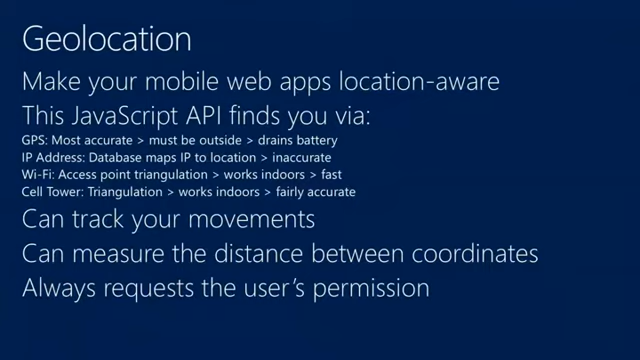 Geolocation
Make your mobile web apps location-aware
This JavaScript API finds you via:
GPS: Most accurate > must be outside > drains battery
IP Address: Database maps IP to location > inaccurate
Wi-Fi: Access point triangulation > works indoors > fast
Cell Tower: Triangulation > works indoors > fairly accurate
Can track your movements
Can measure the distance between coordinates
Always requests the user's permission